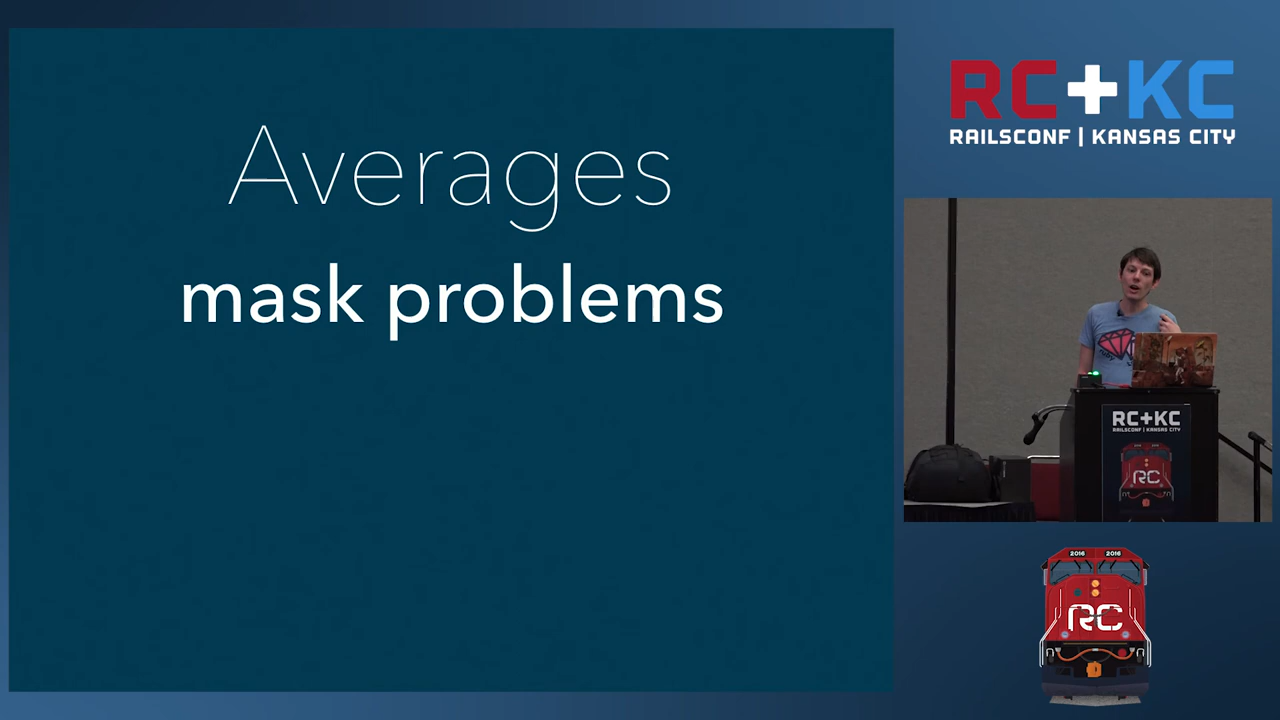 Averages
mask problems
RC+KC
RAILSCONF | KANSAS CITY
RC+KC
RAILSCONF | KANSAS CITY
RC
2016 2016
RC